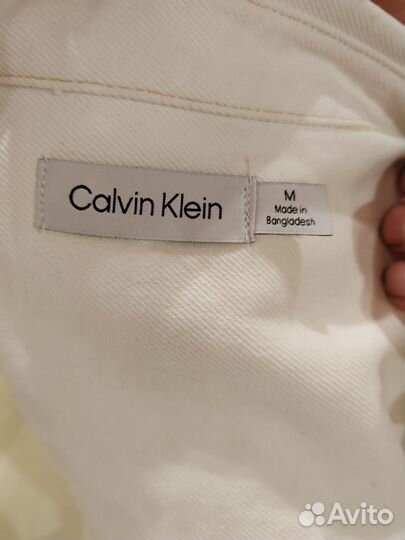 Calvin Klein
M
Made in
Bangladesh
Avito